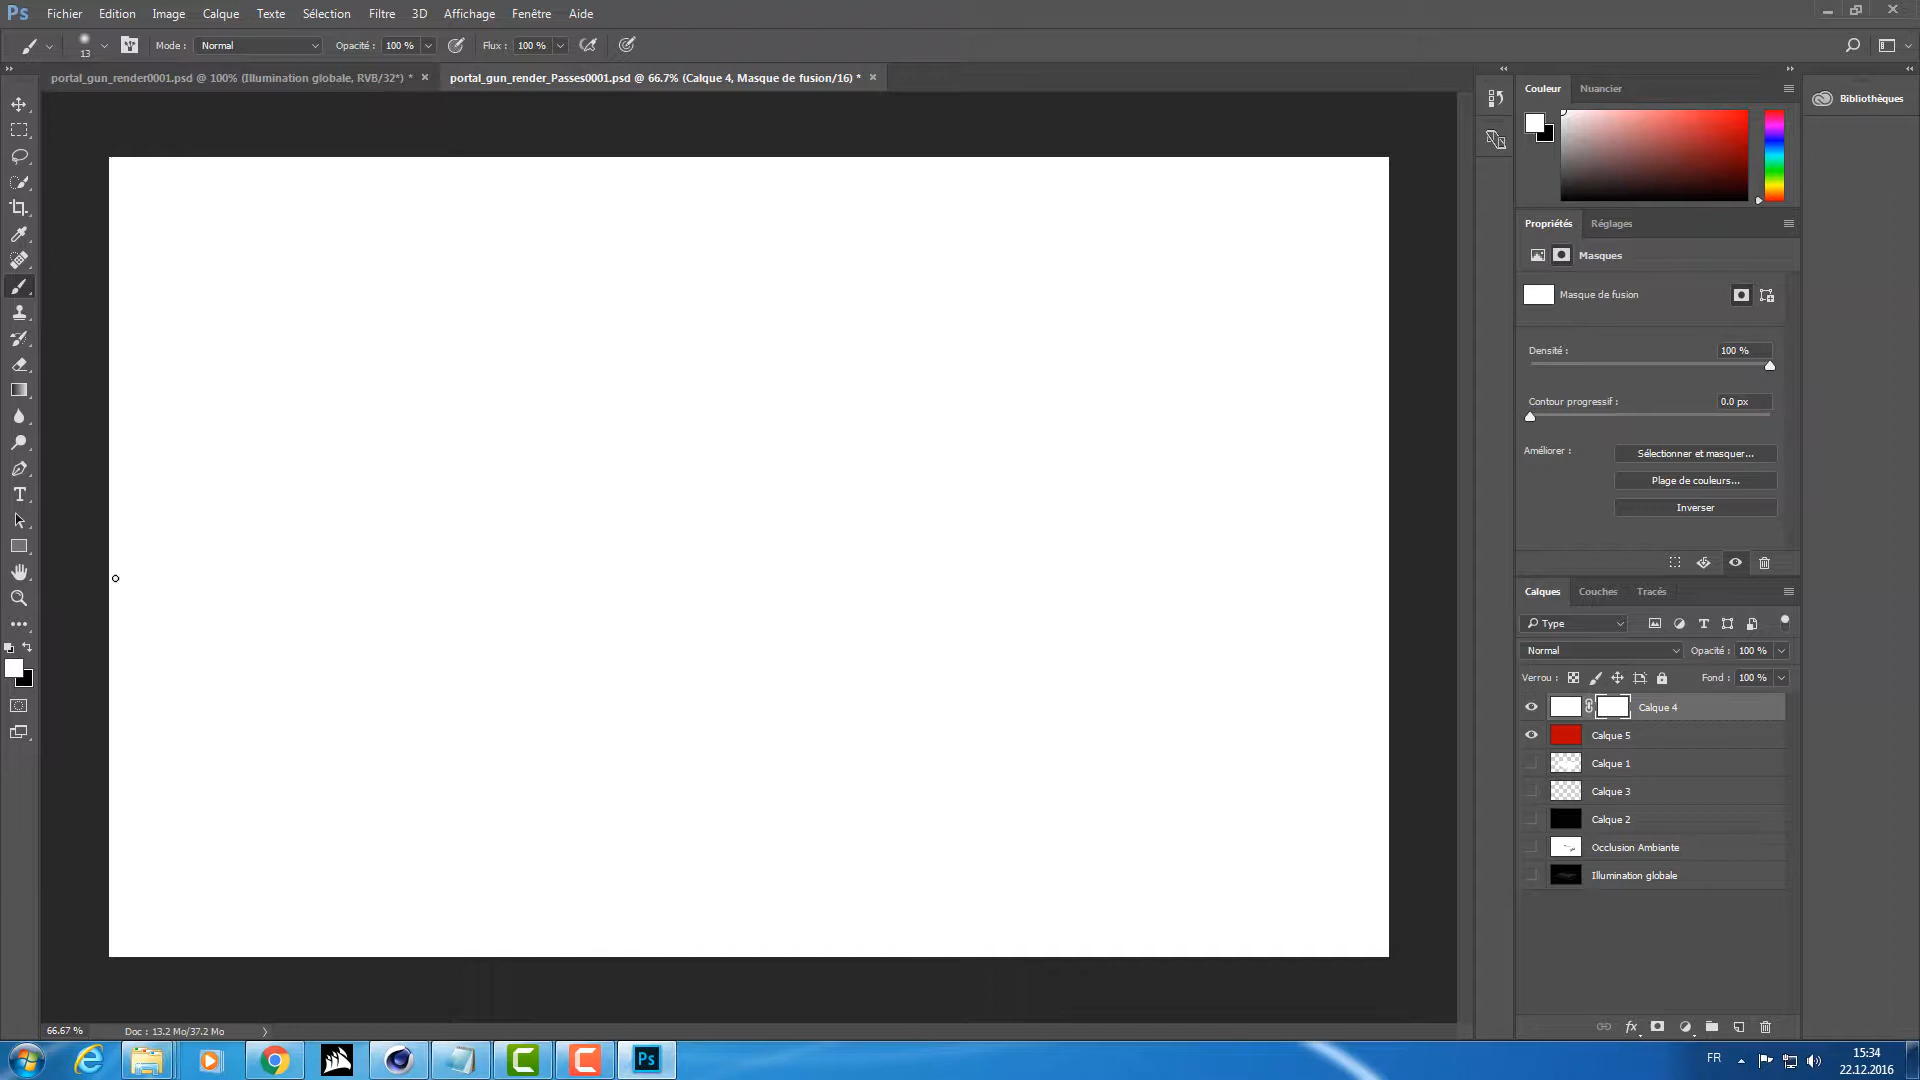 Ps Fichier Edition Image Calque Texte Sélection Filtre 3D Affichage Fenêtre Aide
13 Mode : Normal Opacité : 100 % Flux : 100 %
portal_gun_render0001.psd @ 100% (Illumination globale, RVB/32*) * × portal_gun_render_Passes0001.psd @ 66.7% (Calque 4, Masque de fusion/16) * ×
Couleur Nuancier
Bibliothèques
Propriétés Réglages
Masques
Masque de fusion
Densité : 100 %
Contour progressif : 0.0 px
Améliorer : Sélectionner et masquer...
Plage de couleurs...
Inverser
Calques Couches Tracés
Type
Normal Opacité : 100 %
Verrou : Fond : 100 %
Calque 4
Calque 5
Calque 1
Calque 3
Calque 2
Occlusion Ambiante
Illumination globale
fx
66.67 % Doc : 13.2 Mo/37.2 Mo
Ps
FR
15:34
22.12.2016